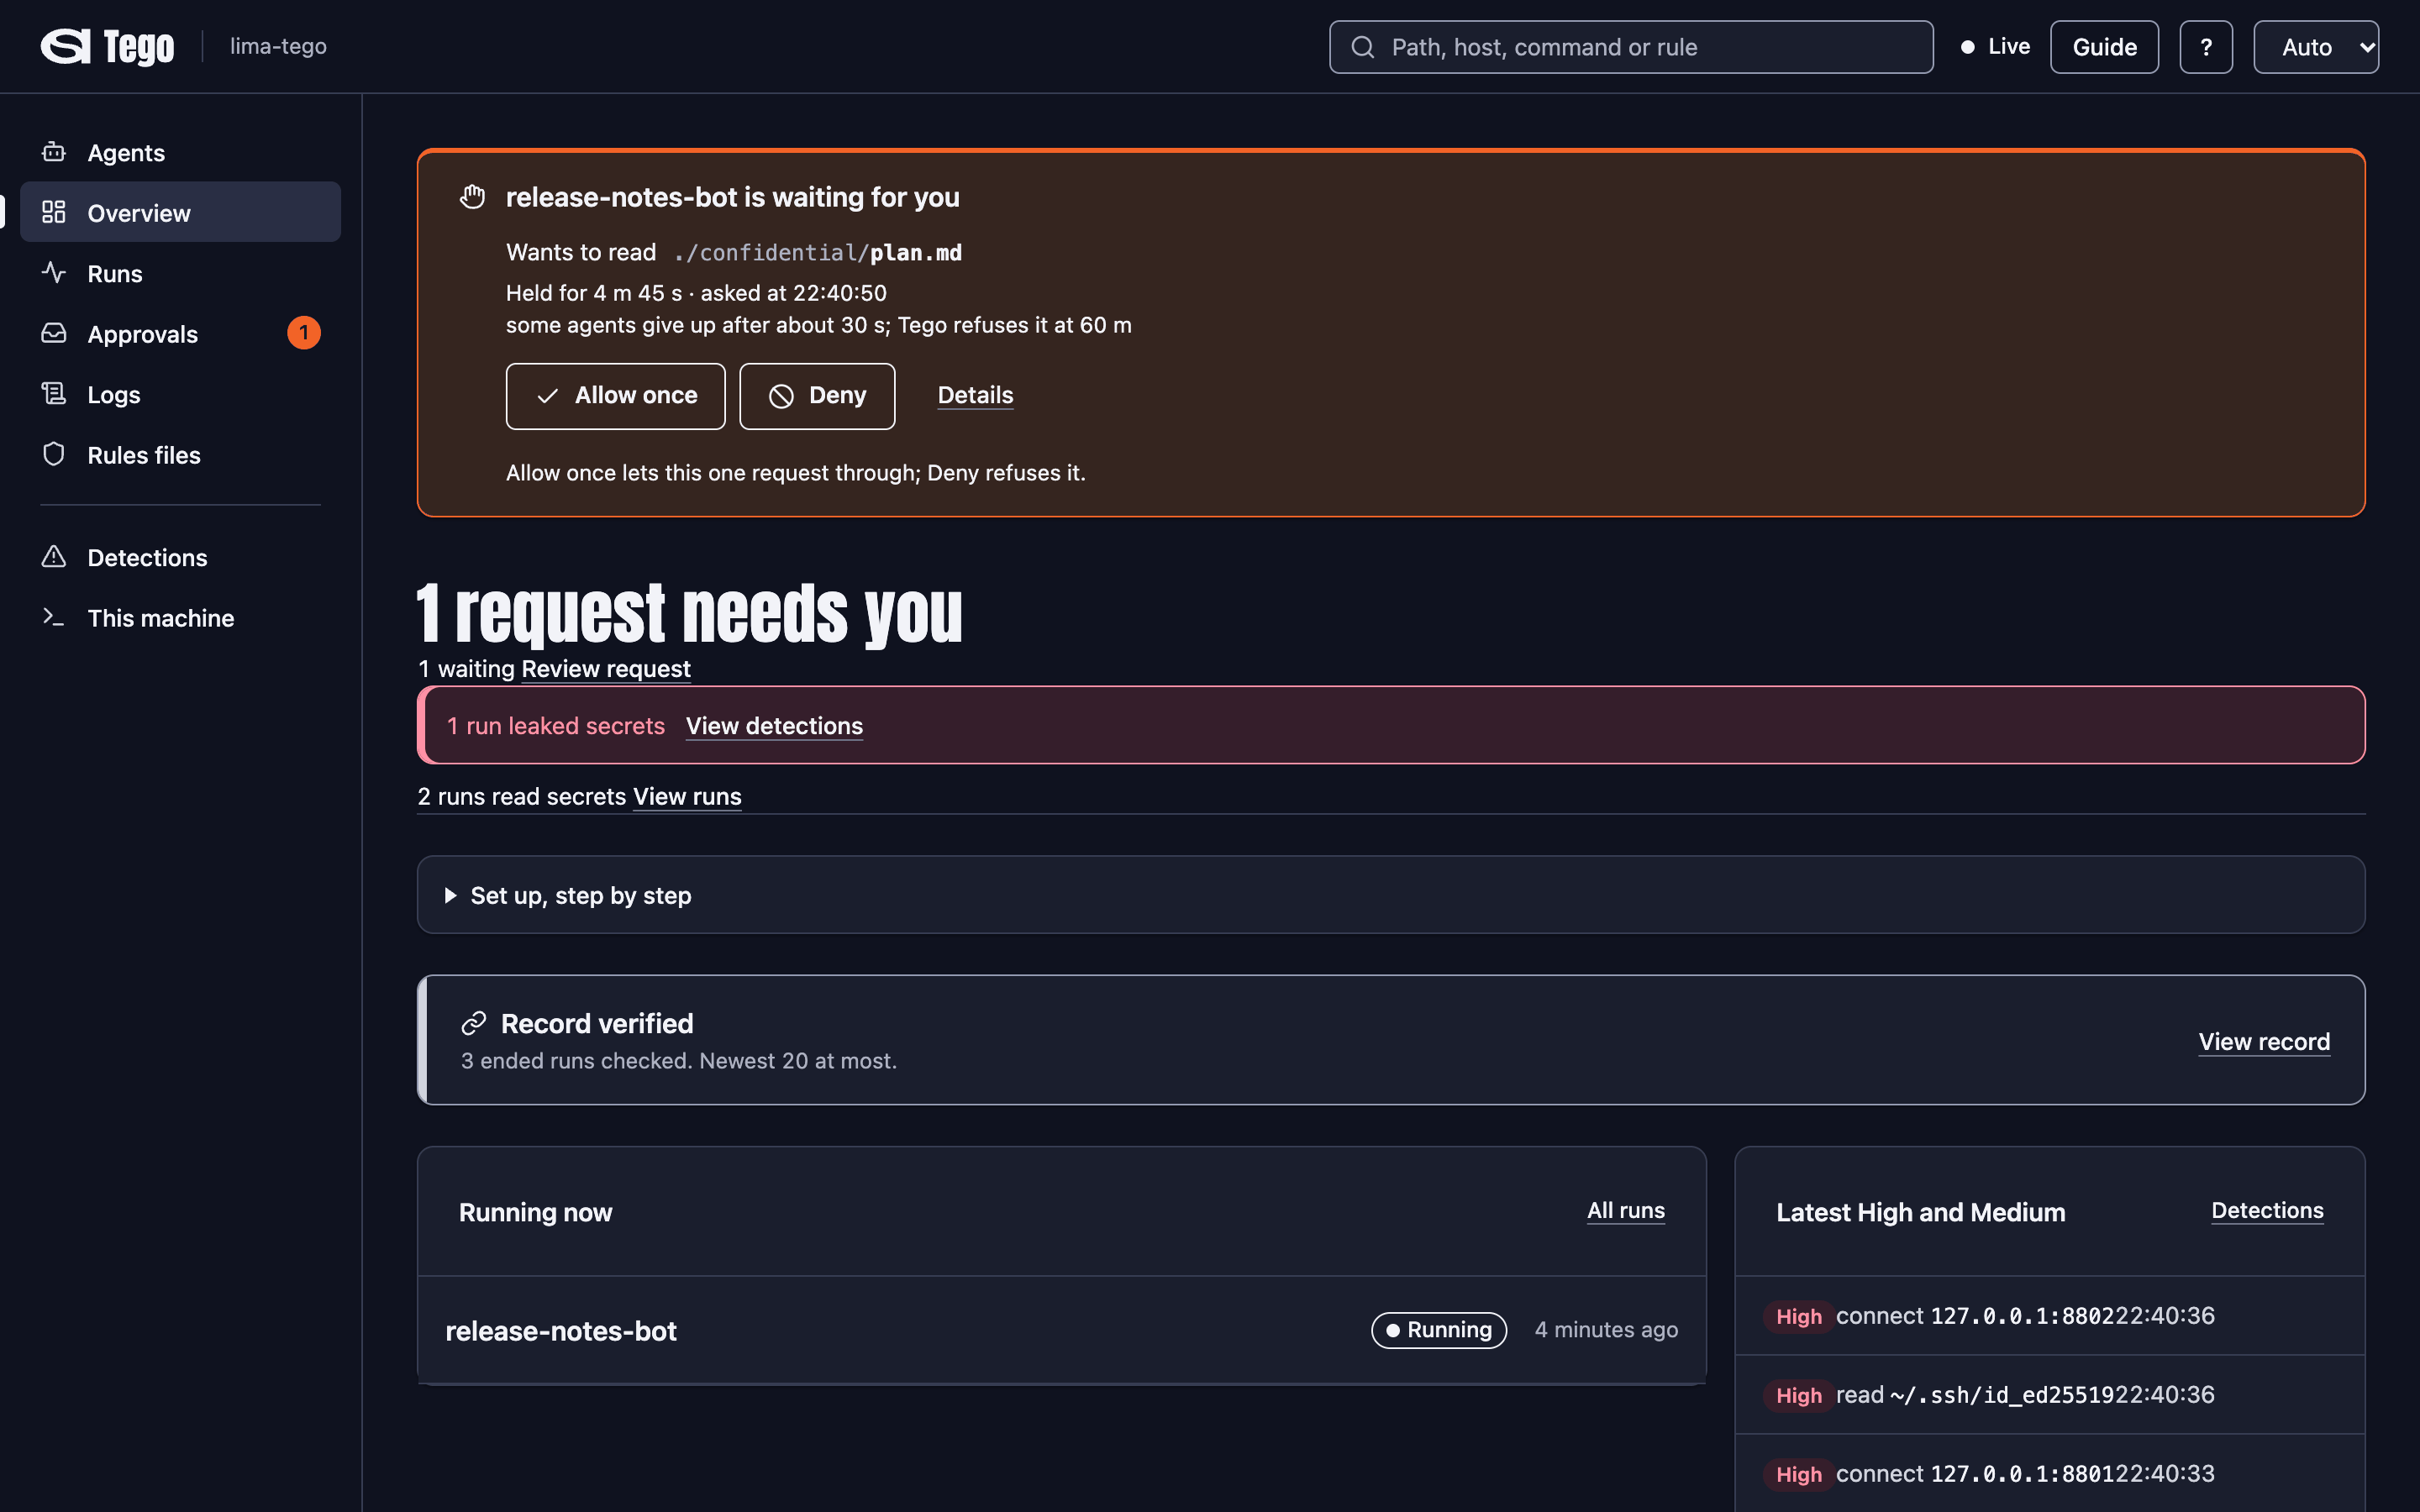 Tego
lima-tego
Path, host, command or rule
Live
Guide
?
Auto
Agents
Overview
Runs
Approvals
1
Logs
Rules files
Detections
This machine
release-notes-bot is waiting for you
Wants to read ./confidential/plan.md
Held for 4 m 45 s · asked at 22:40:50
some agents give up after about 30 s; Tego refuses it at 60 m
Allow once
Deny
Details
Allow once lets this one request through; Deny refuses it.
1 request needs you
1 waiting Review request
1 run leaked secrets View detections
2 runs read secrets View runs
Set up, step by step
Record verified
3 ended runs checked. Newest 20 at most.
View record
Running now
All runs
release-notes-bot
Running
4 minutes ago
Latest High and Medium
Detections
High connect 127.0.0.1:880222:40:36
High read ~/.ssh/id_ed2551922:40:36
High connect 127.0.0.1:880122:40:33